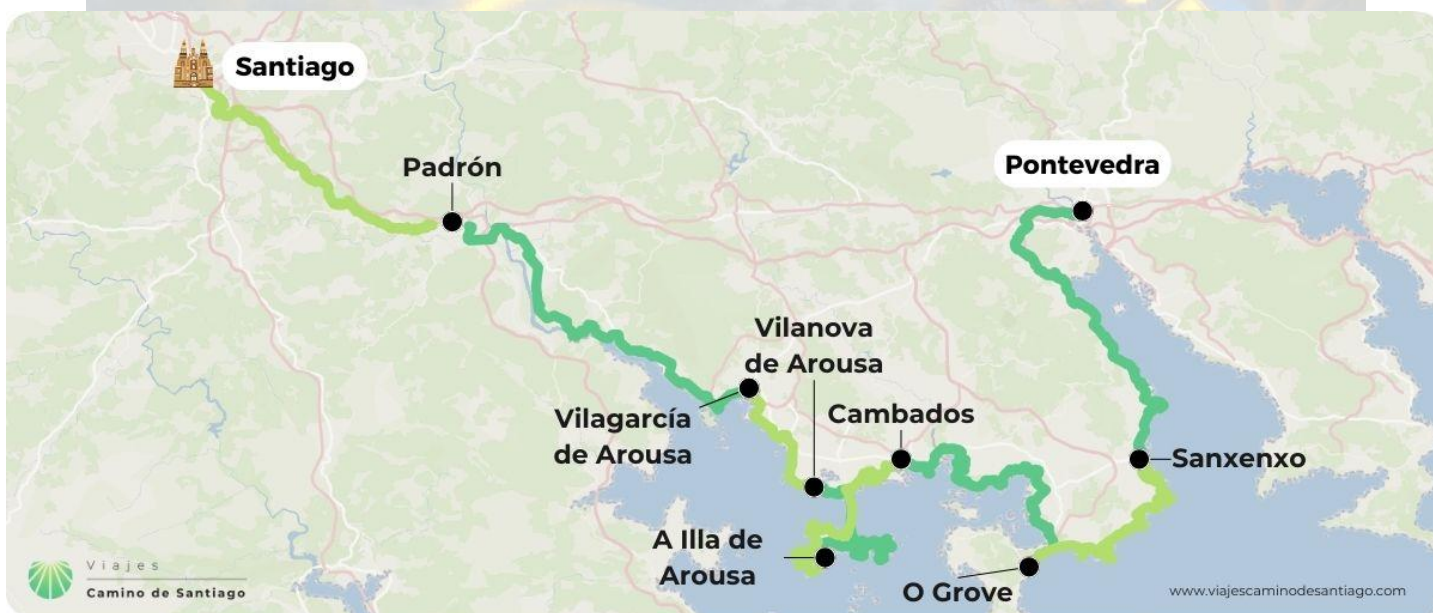 Santiago
Padrón
Pontevedra
Vilanova
de Arousa
Vilagarcía
de Arousa
Cambados
Sanxenxo
A Illa de
Arousa
O Grove
Viajes
Camino de Santiago
www.viajescaminodesantiago.com